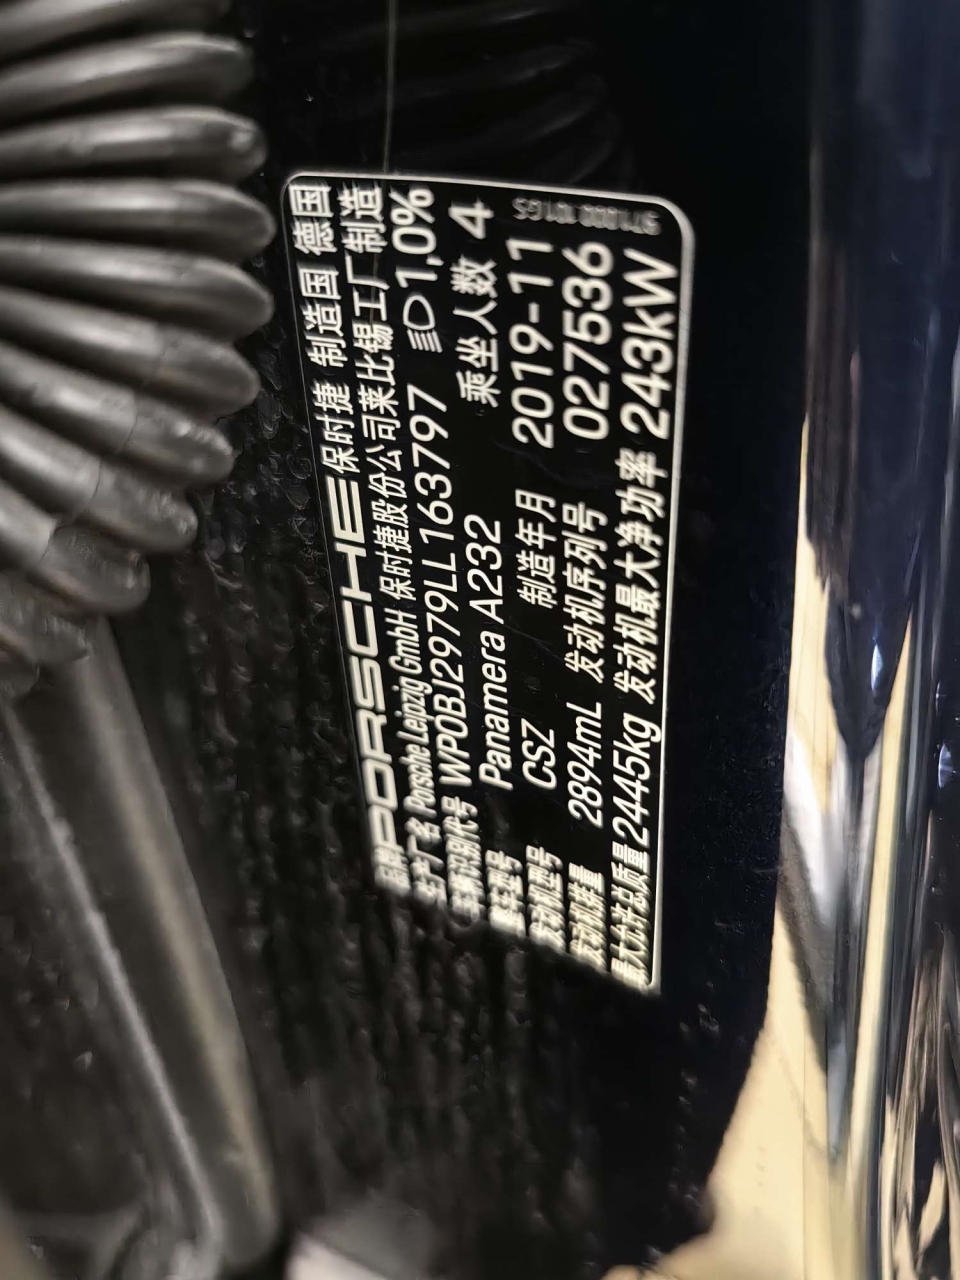 品牌 PORSCHE 保时捷 制造国 德国
生产厂名 Porsche Leipzig GmbH 保时捷股份公司莱比锡工厂制造
车辆识别代号 WP0BJ2979LL163797 1,0%
整车型号 Panamera A232 乘坐人数 4
发动机型号 CSZ 制造年月 2019-11
发动机排量 2894mL 发动机序列号 027536
最大允许总质量 2445kg 发动机最大净功率 243kW